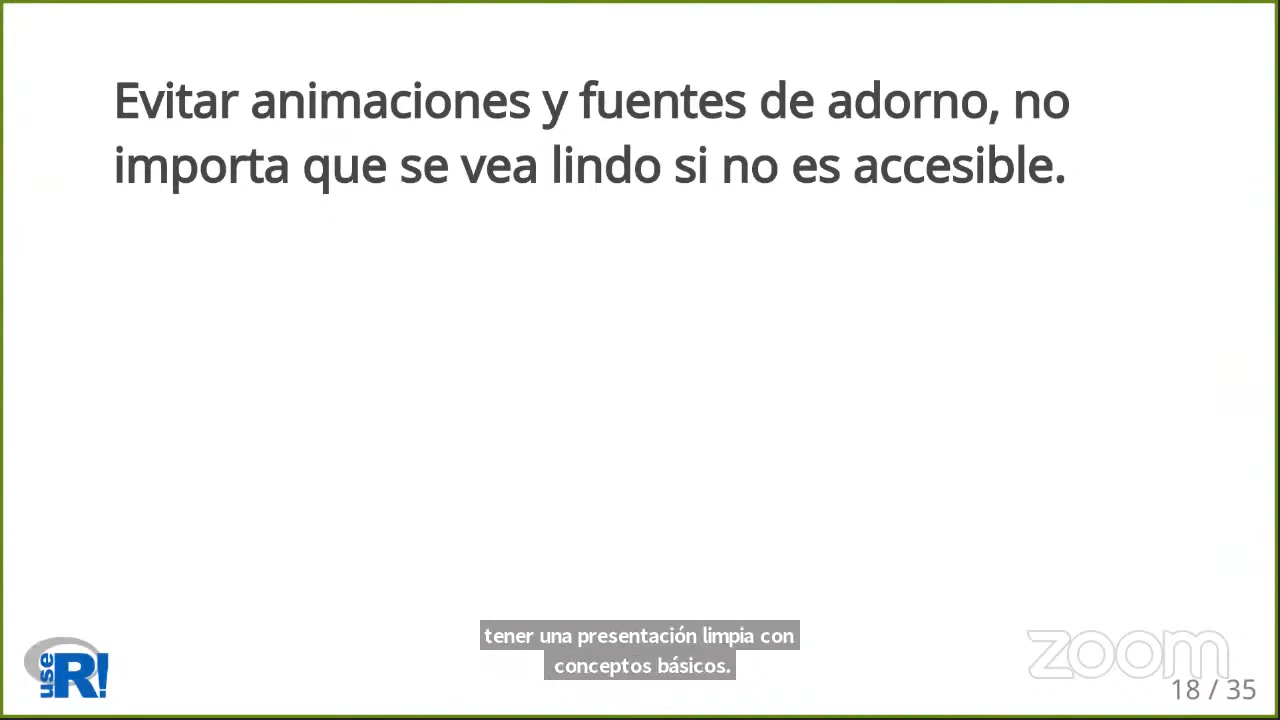 Evitar animaciones y fuentes de adorno, no
importa que se vea lindo si no es accesible.
tener una presentación limpia con
conceptos básicos.
use R!
zoom
18 / 35